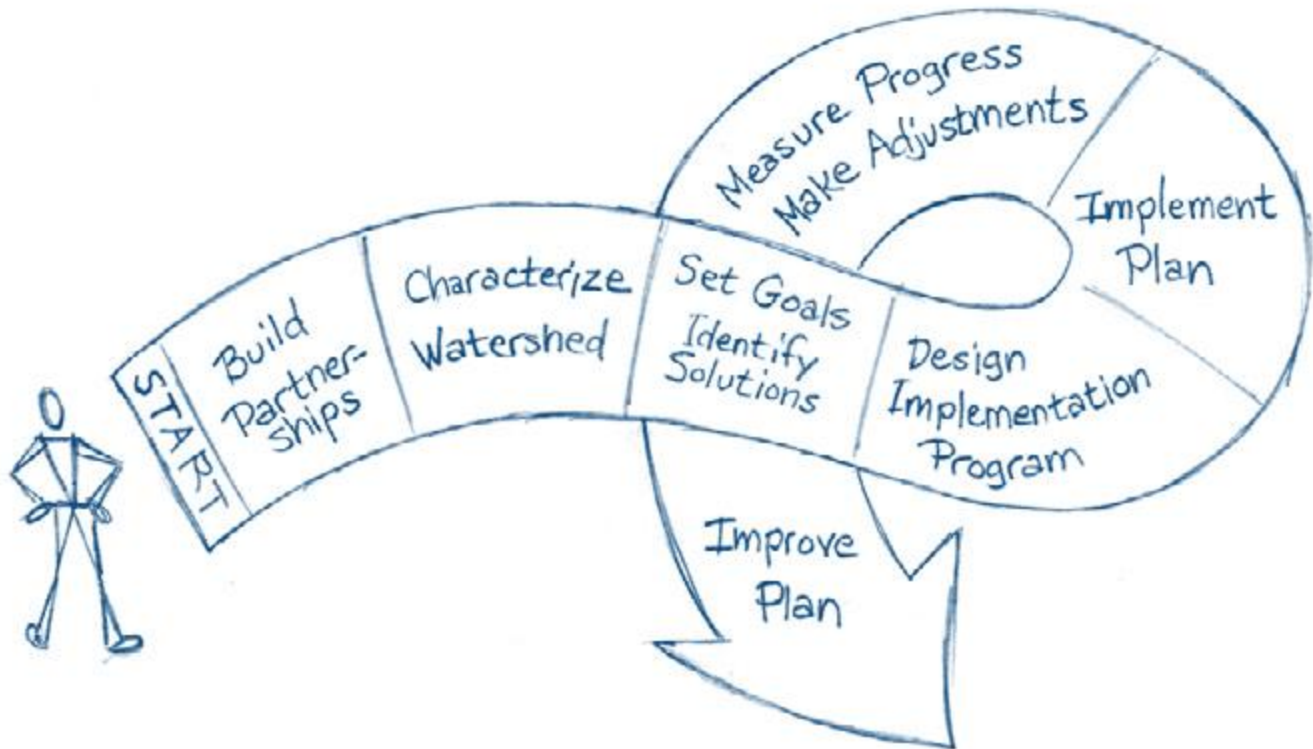 START
Build
Partner-
ships
Characterize
Watershed
Set Goals
Identify
Solutions
Design
Implementation
Program
Implement
Plan
Measure Progress
Make Adjustments
Improve
Plan